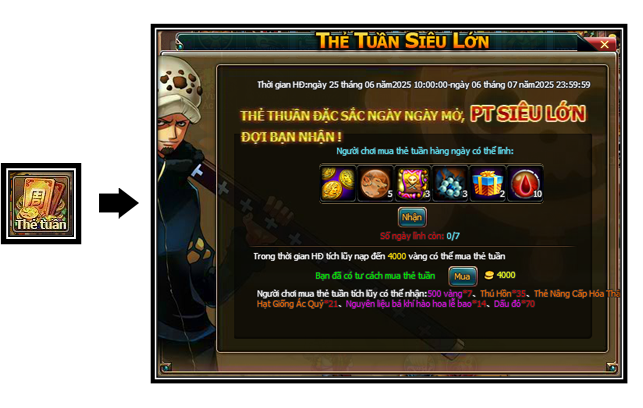 Thẻ tuần
THẺ TUẦN SIÊU LỚN
Thời gian HĐ:ngày 25 tháng 06 năm2025 10:00:00-ngày 06 tháng 07 năm2025 23:59:59
THẺ THUẦN ĐẶC SẮC NGÀY NGÀY MỞ, PT SIÊU LỚN
ĐỢI BẠN NHẬN !
Người chơi mua thẻ tuần hàng ngày có thể lĩnh:
5 3 3 2 10
Nhận
Số ngày lĩnh còn: 0/7
Trong thời gian HĐ tích lũy nạp đến 4000 vàng có thể mua thẻ tuần
Bạn đã có tư cách mua thẻ tuần Mua 4000
Người chơi mua thẻ tuần tích lũy có thể nhận:500 vàng*7、Thú Hồn*35、Thẻ Nâng Cấp Hóa Thạ
Hạt Giống Ác Quỷ*21、Nguyên liệu bá khí hào hoa lễ bao*14、Dấu đỏ*70